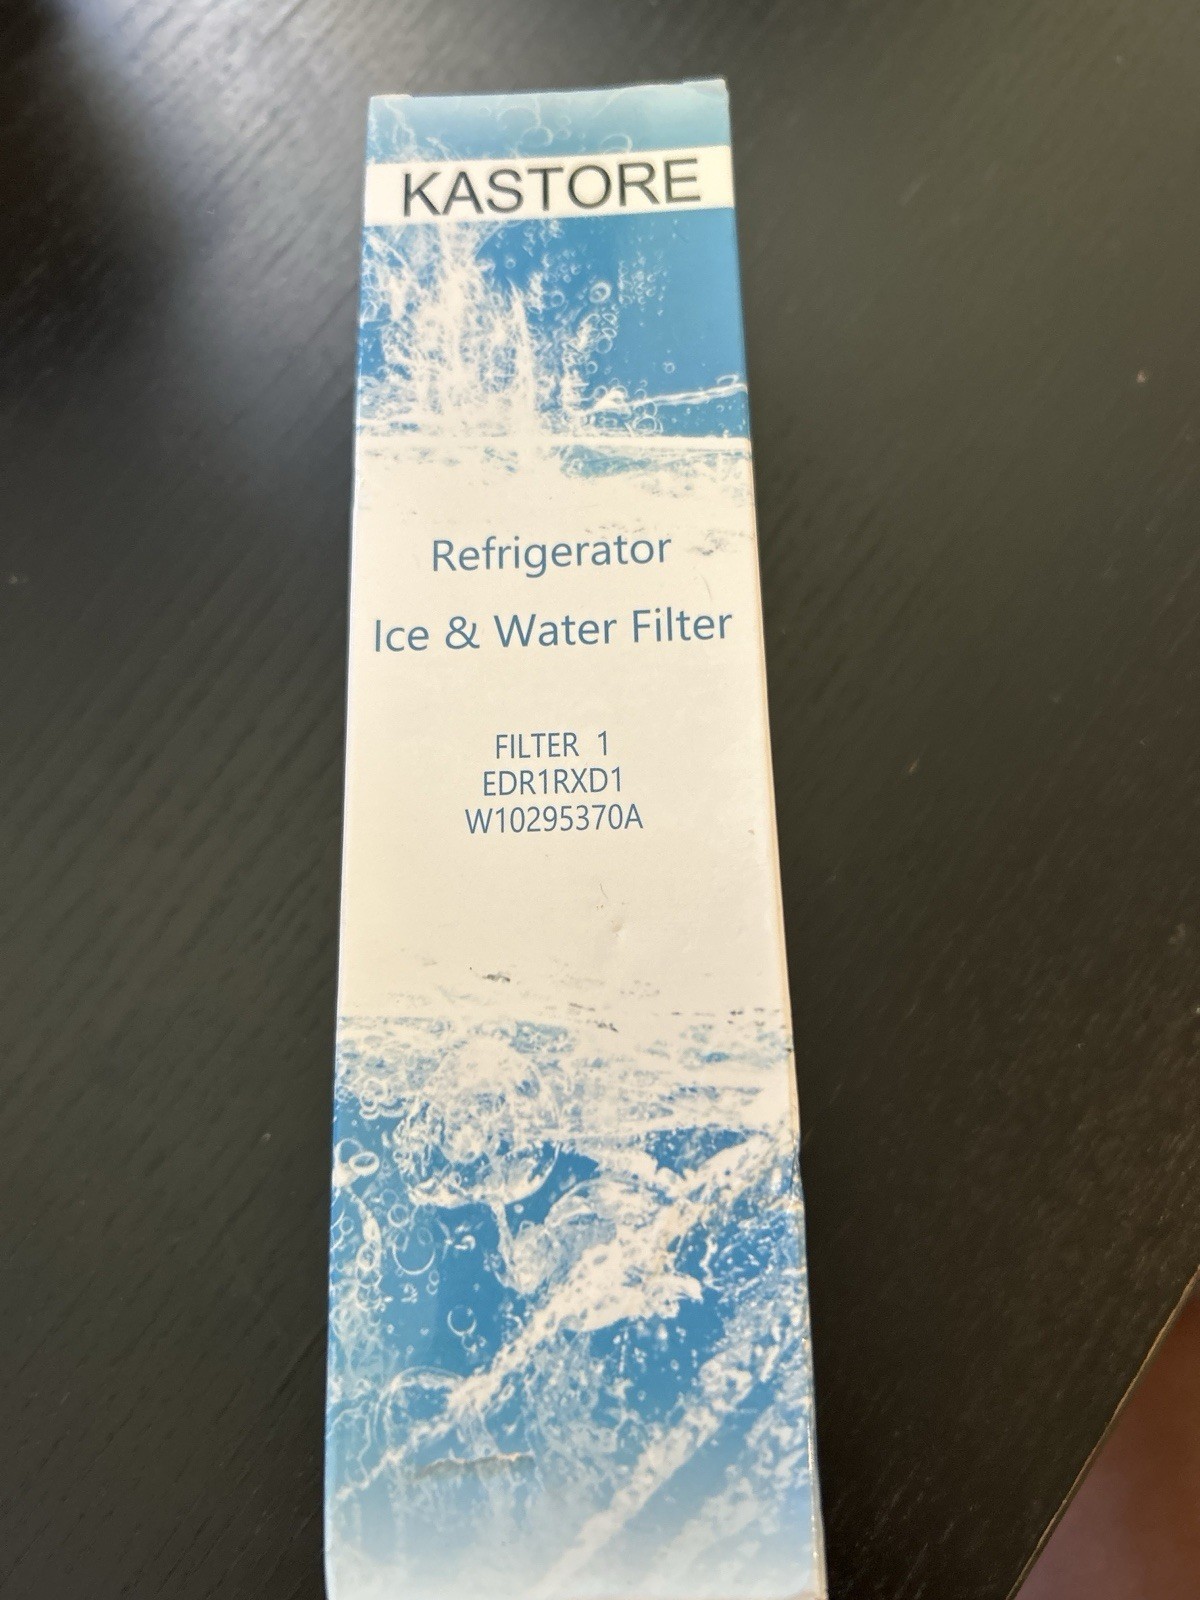 KASTORE
Refrigerator
Ice & Water Filter
FILTER 1
EDR1RXD1
W10295370A